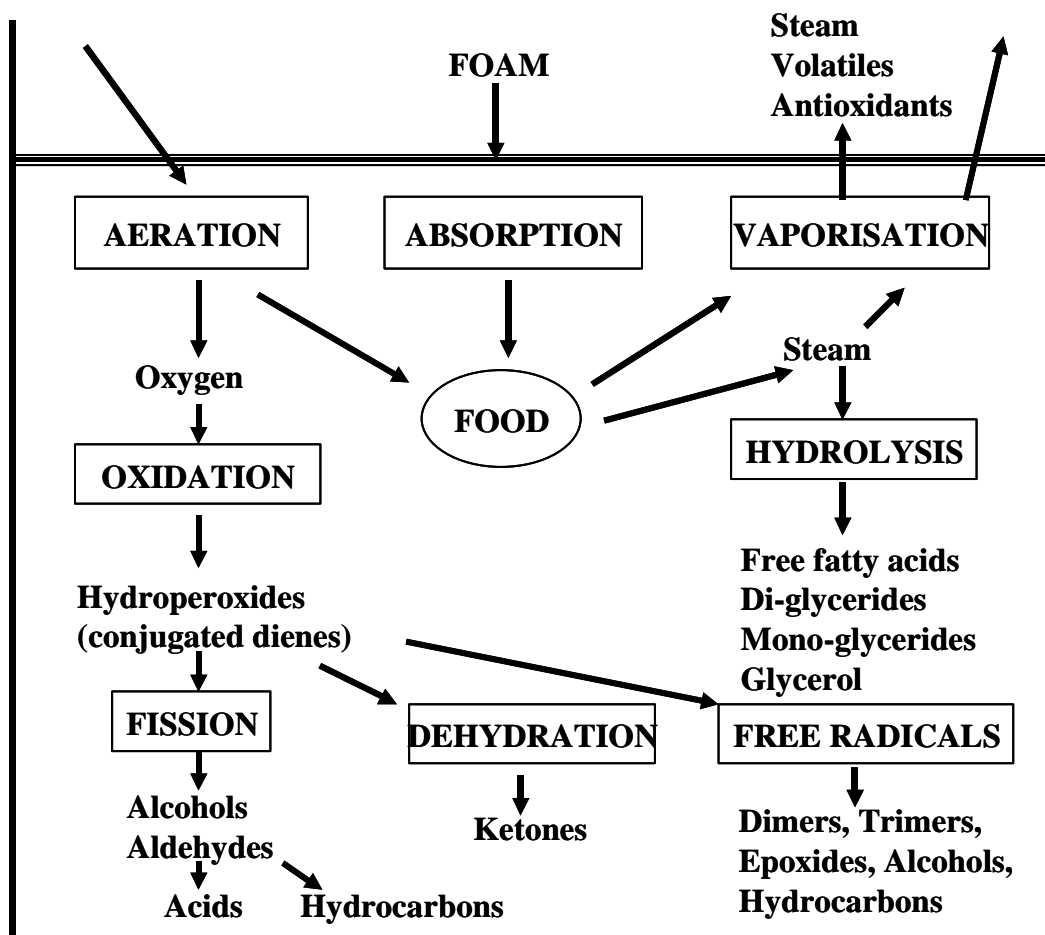 FOAM
Steam
Volatiles
Antioxidants
AERATION
ABSORPTION
VAPORISATION
Oxygen
FOOD
Steam
OXIDATION
HYDROLYSIS
Hydroperoxides
(conjugated dienes)
Free fatty acids
Di-glycerides
Mono-glycerides
Glycerol
FISSION
DEHYDRATION
FREE RADICALS
Alcohols
Aldehydes
Ketones
Dimers, Trimers,
Epoxides, Alcohols,
Hydrocarbons
Acids
Hydrocarbons